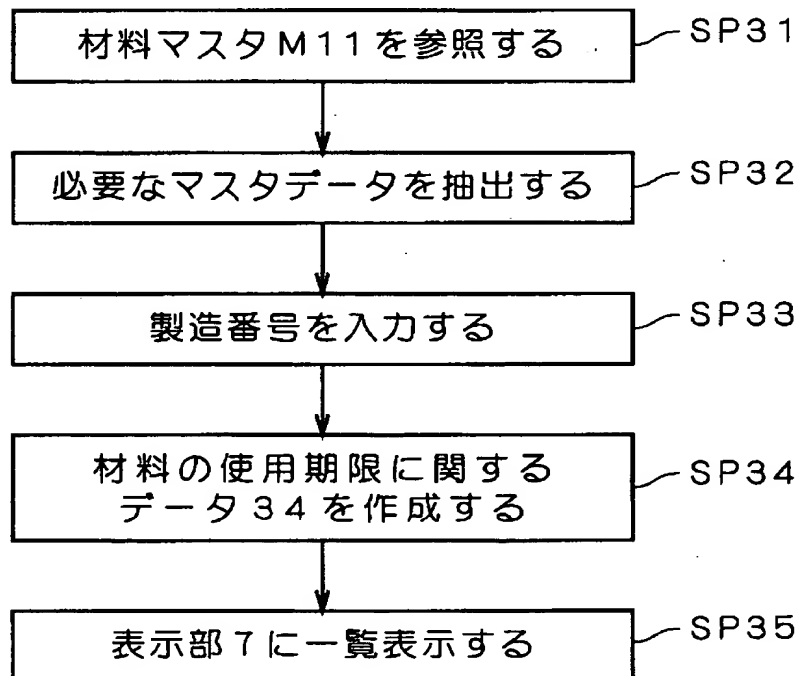 材料マスタM11を参照する
SP31
必要なマスタデータを抽出する
SP32
製造番号を入力する
SP33
材料の使用期限に関する
データ34を作成する
SP34
表示部7に一覧表示する
SP35